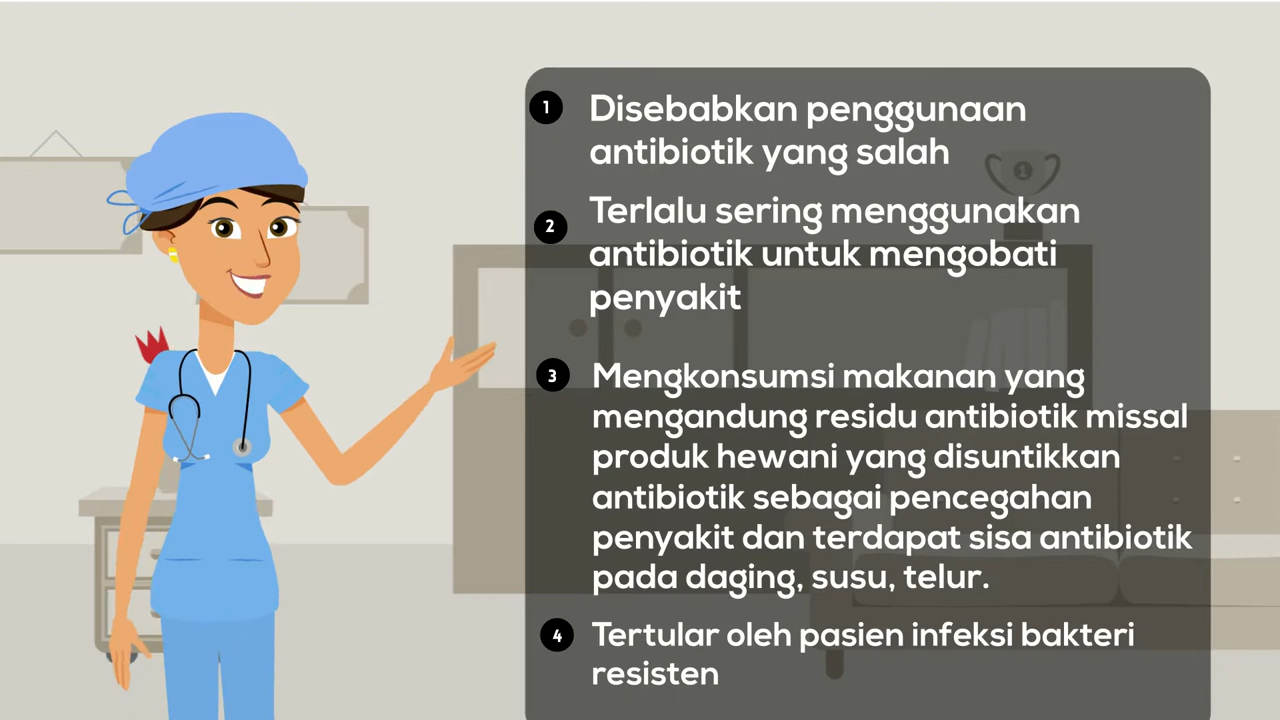 1 Disebabkan penggunaan
antibiotik yang salah
2 Terlalu sering menggunakan
antibiotik untuk mengobati
penyakit
3 Mengkonsumsi makanan yang
mengandung residu antibiotik missal
produk hewani yang disuntikkan
antibiotik sebagai pencegahan
penyakit dan terdapat sisa antibiotik
pada daging, susu, telur.
4 Tertular oleh pasien infeksi bakteri
resisten
1